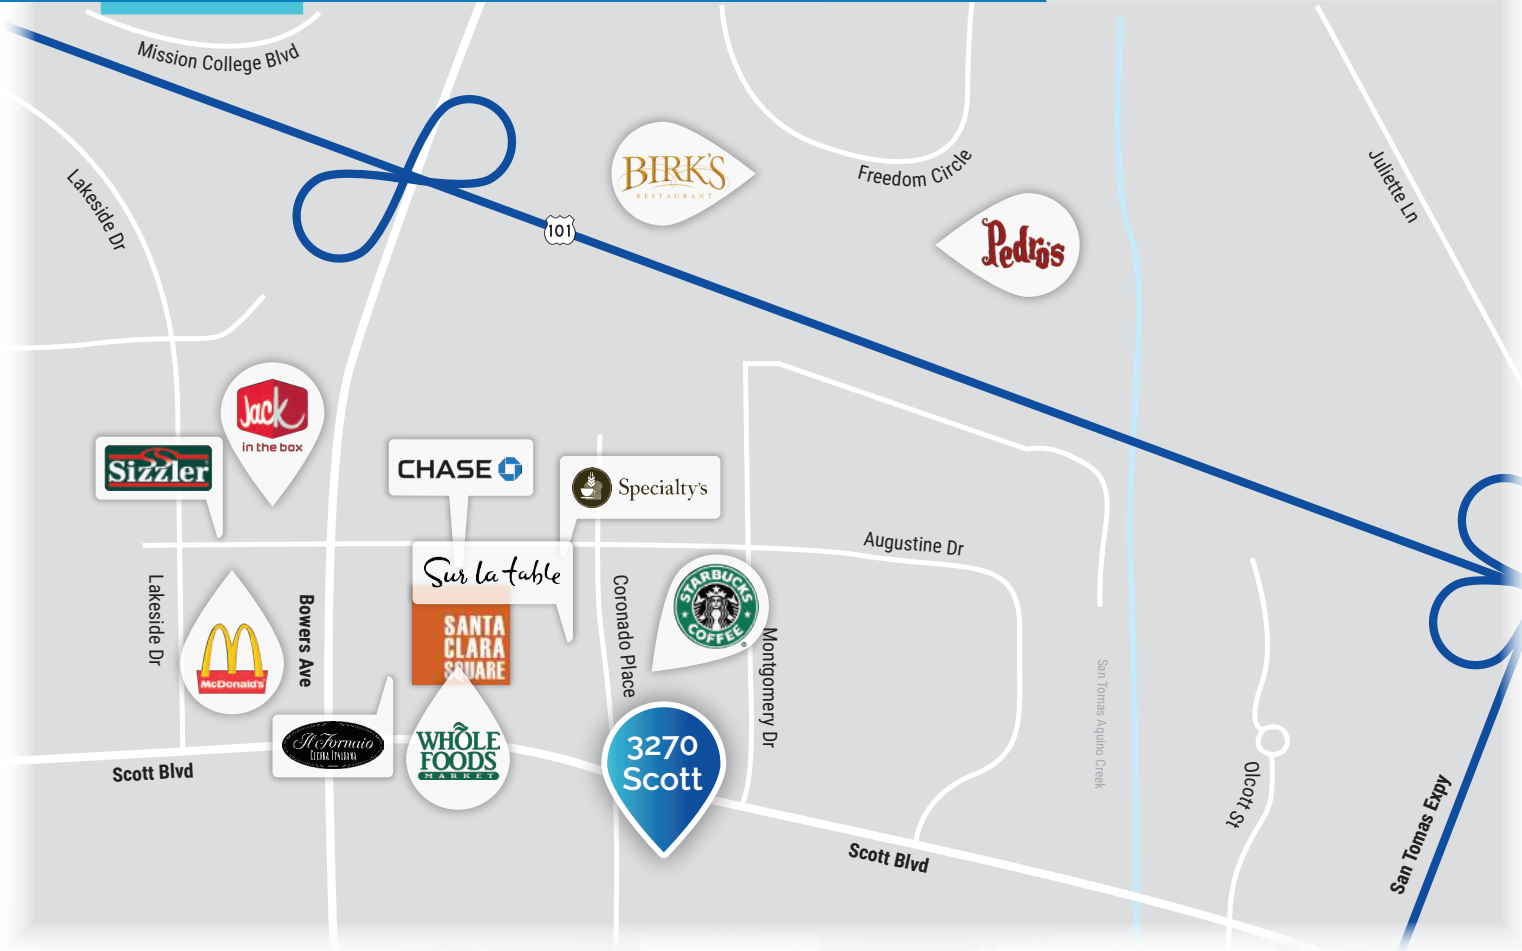 Mission College Blvd
Lakeside Dr
101
BIRK'S
RESTAURANT
Freedom Circle
Pedro's
Juliette Ln
Jack
in the box
Sizzler
CHASE
Specialty's
Sur la table
Augustine Dr
STARBUCKS
COFFEE
®
Lakeside Dr
McDonald's
Bowers Ave
SANTA
CLARA
SQUARE
Coronado Place
Montgomery Dr
San Tomas Aquino Creek
Il Fornaio
CUCINA ITALIANA
WHOLE
FOODS
MARKET
3270
Scott
Scott Blvd
Scott Blvd
Olcott St
San Tomas Expy